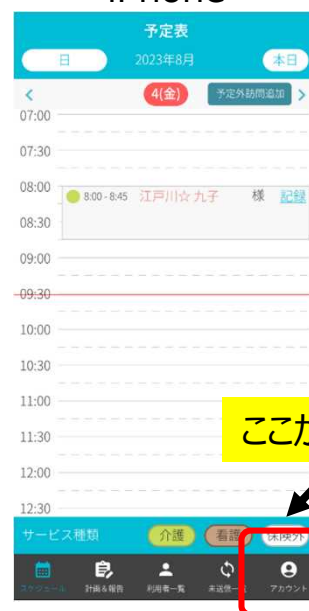 iPhone
予定表
日 2023年8月 本日
< 4(金) 予定外訪問追加 >
07:00
07:30
08:00
8:00 - 8:45 江戸川☆九子 様 記録
08:30
09:00
09:30
10:00
10:30
11:00
11:30
ここが
12:00
12:30
サービス種類 介護 看護 保険外
スケジュール 計画&報告 利用者一覧 未送信一覧 アカウント